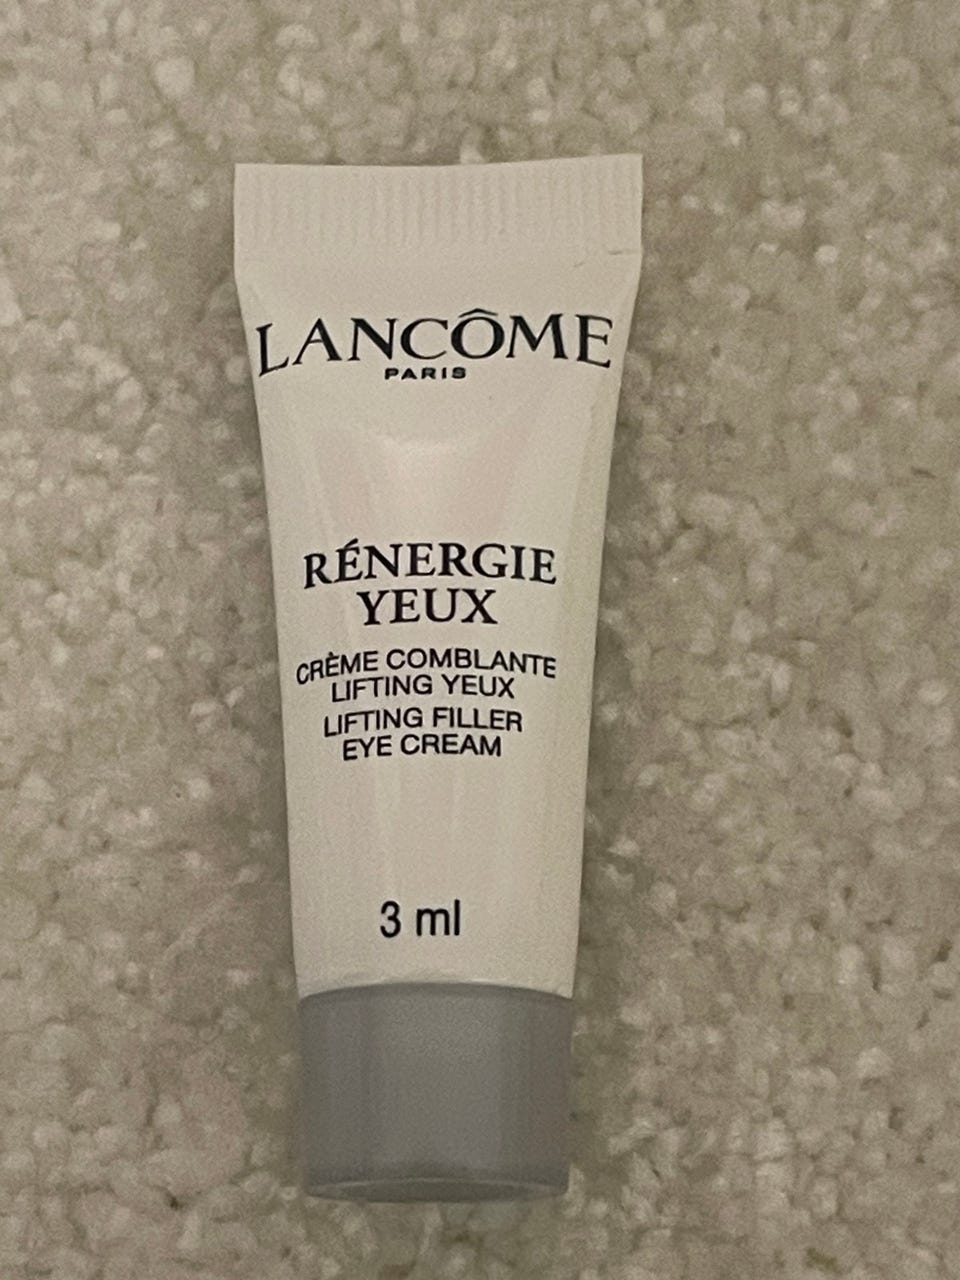 LANCÔME
PARIS
RÉNERGIE
YEUX
CRÈME COMBLANTE
LIFTING YEUX
LIFTING FILLER
EYE CREAM
3 ml